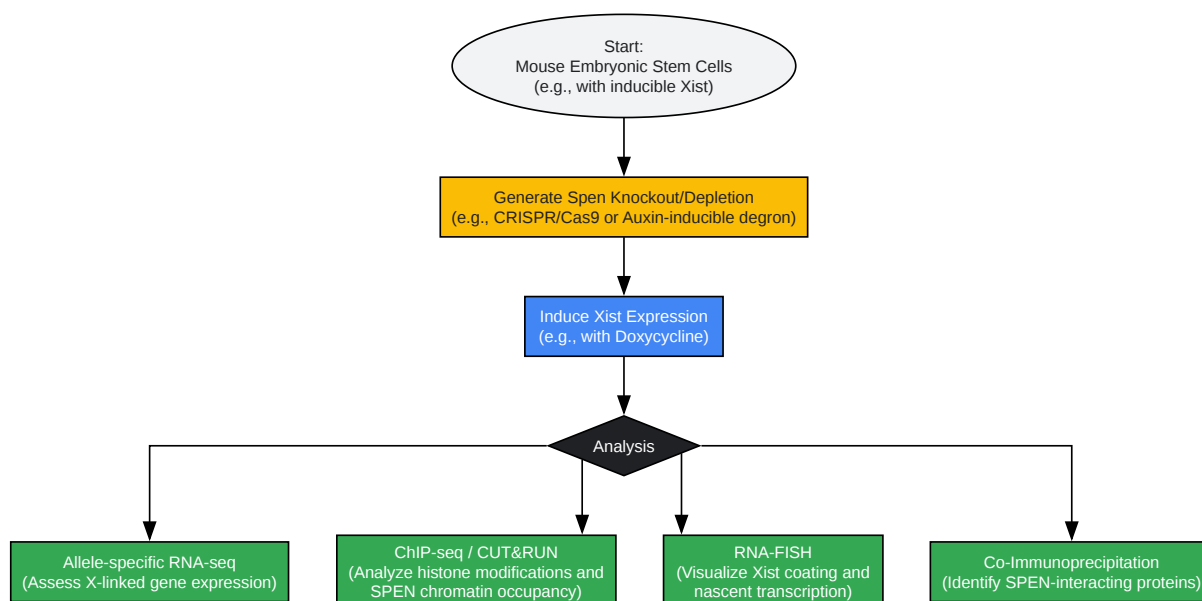 Start:
Mouse Embryonic Stem Cells
(e.g., with inducible Xist)
Generate Spen Knockout/Depletion
(e.g., CRISPR/Cas9 or Auxin-inducible degron)
Induce Xist Expression
(e.g., with Doxycycline)
Analysis
Allele-specific RNA-seq
(Assess X-linked gene expression)
ChIP-seq / CUT&RUN
(Analyze histone modifications and
SPEN chromatin occupancy)
RNA-FISH
(Visualize Xist coating and
nascent transcription)
Co-Immunoprecipitation
(Identify SPEN-interacting proteins)